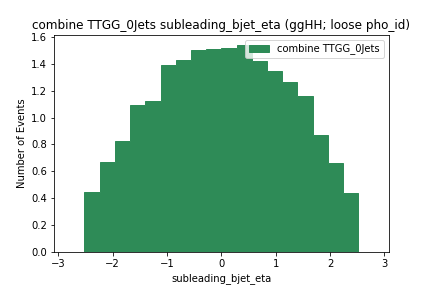 combine TTGG_0Jets subleading_bjet_eta (ggHH; loose pho_id)
combine TTGG_0Jets
1.6
1.4
1.2
1.0
0.8
0.6
0.4
0.2
0.0
Number of Events
−3 −2 −1 0 1 2 3
subleading_bjet_eta